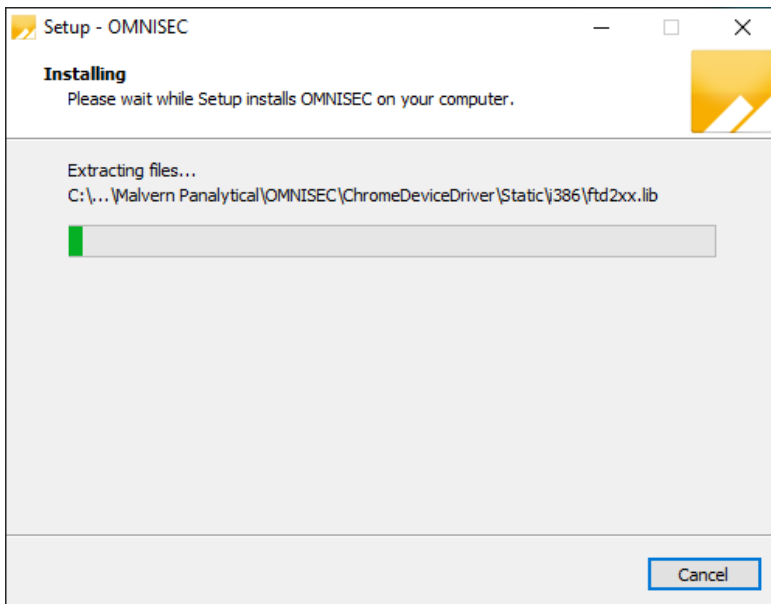 Setup - OMNISEC
Installing
Please wait while Setup installs OMNISEC on your computer.
Extracting files...
C:\...\Malvern Panalytical\OMNISEC\ChromeDeviceDriver\Static\i386\ftd2xx.lib
Cancel